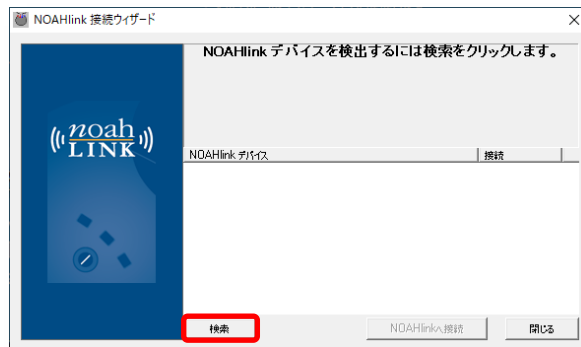 NOAHlink 接続ウィザード
NOAHlink デバイスを検出するには検索をクリックします。
noah
LINK
NOAHlink デバイス 接続
検索 NOAHlinkへ接続 閉じる